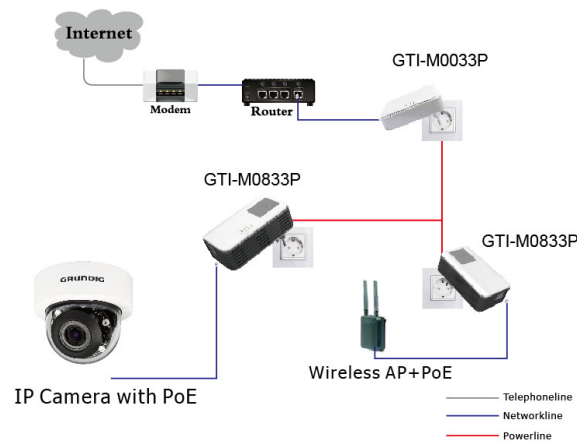 Internet
GTI-M0033P
Modem
Router
GTI-M0833P
GTI-M0833P
GRUNDIG
Wireless AP+PoE
IP Camera with PoE
Telephoneline
Networkline
Powerline